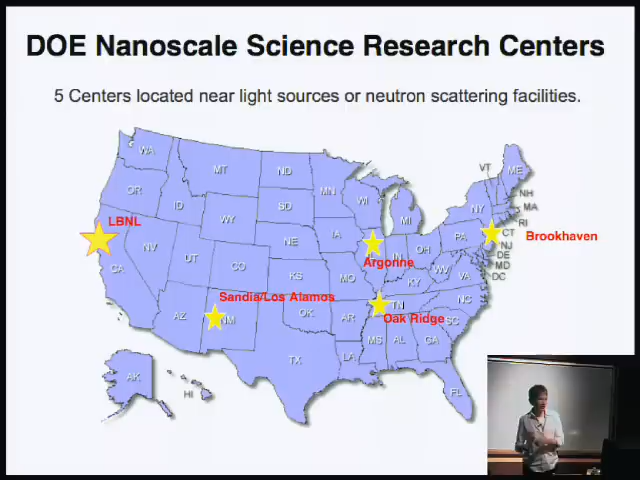 DOE Nanoscale Science Research Centers
5 Centers located near light sources or neutron scattering facilities.
WA
MT
ND
MN
VT
ME
OR
ID
WY
SD
WI
MI
NY
NH
MA
RI
CT
LBNL
NV
UT
CO
NE
IA
IN
OH
PA
NJ
DE
MD
DC
Brookhaven
Argonne
CA
KS
MO
KY
WV
VA
Sandia/Los Alamos
AZ
NM
OK
AR
TN
NC
Oak Ridge
SC
TX
LA
MS
AL
GA
AK
HI
FL